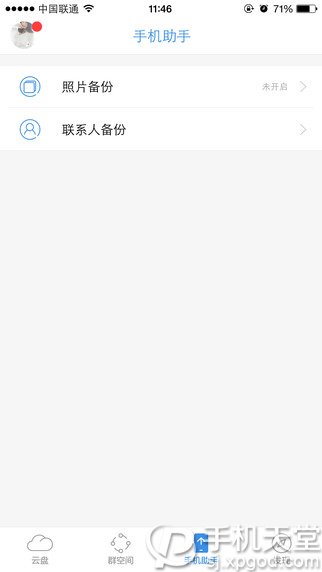 中国联通 11:46 71%
手机助手
照片备份 未开启
联系人备份
云盘 群空间 手机助手 发现
手机天堂
sj.xpgod.com